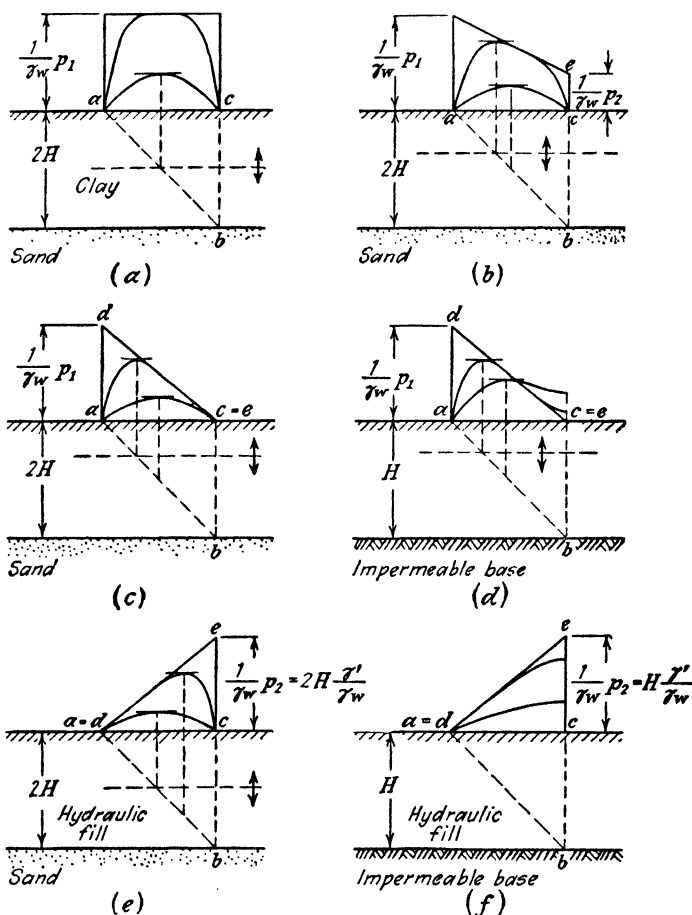 1/γw p1
a
c
2H
Clay
b
Sand
(a)
1/γw p1
e
1/γw p2
a
c
2H
b
Sand
(b)
d
1/γw p1
a
c = e
2H
b
Sand
(c)
d
1/γw p1
a
c = e
H
b
Impermeable base
(d)
e
1/γw p2 = 2H γ'/γw
a = d
c
2H
Hydraulic
fill
b
Sand
(e)
e
1/γw p2 = H γ'/γw
a = d
c
H
Hydraulic
fill
b
Impermeable base
(f)